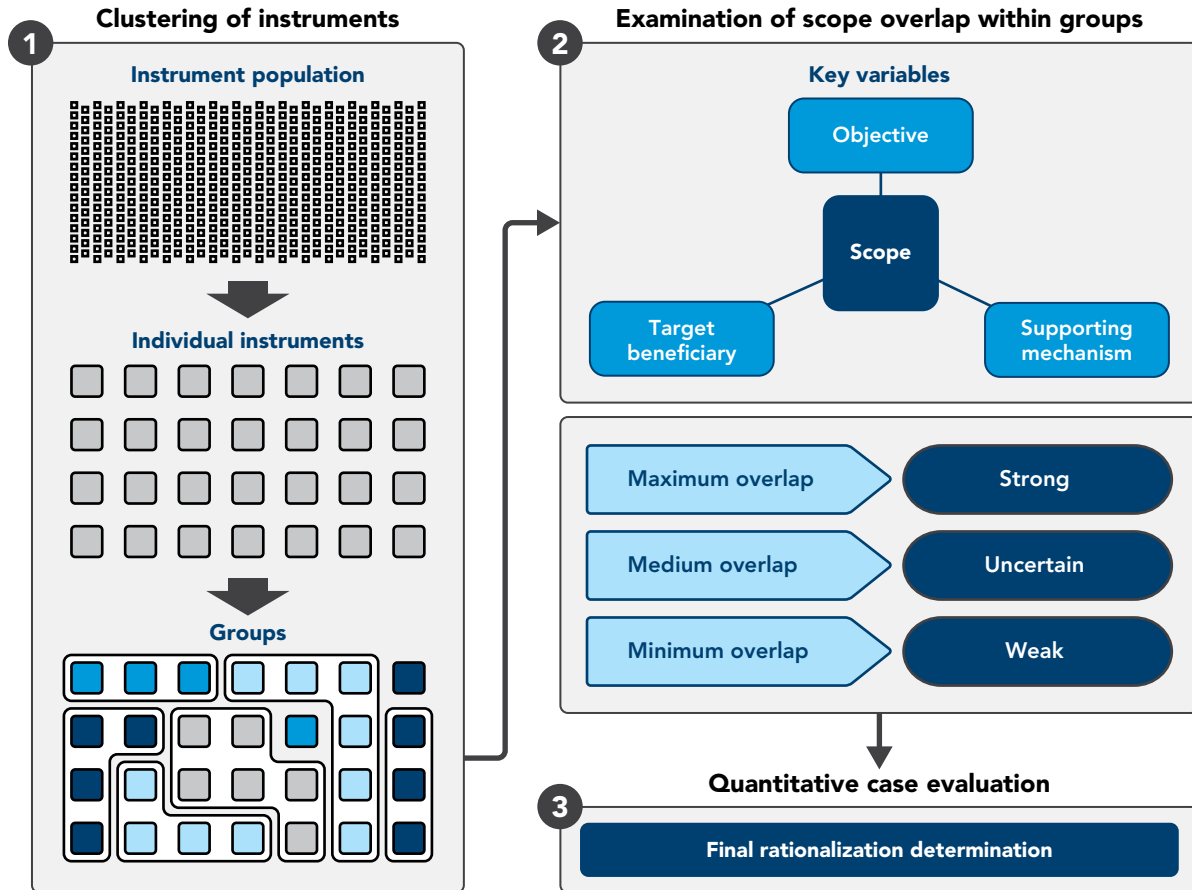 Clustering of instruments
1
Instrument population
Individual instruments
Groups
Examination of scope overlap within groups
2
Key variables
Objective
Scope
Target
beneficiary
Supporting
mechanism
Maximum overlap
Strong
Medium overlap
Uncertain
Minimum overlap
Weak
Quantitative case evaluation
3
Final rationalization determination